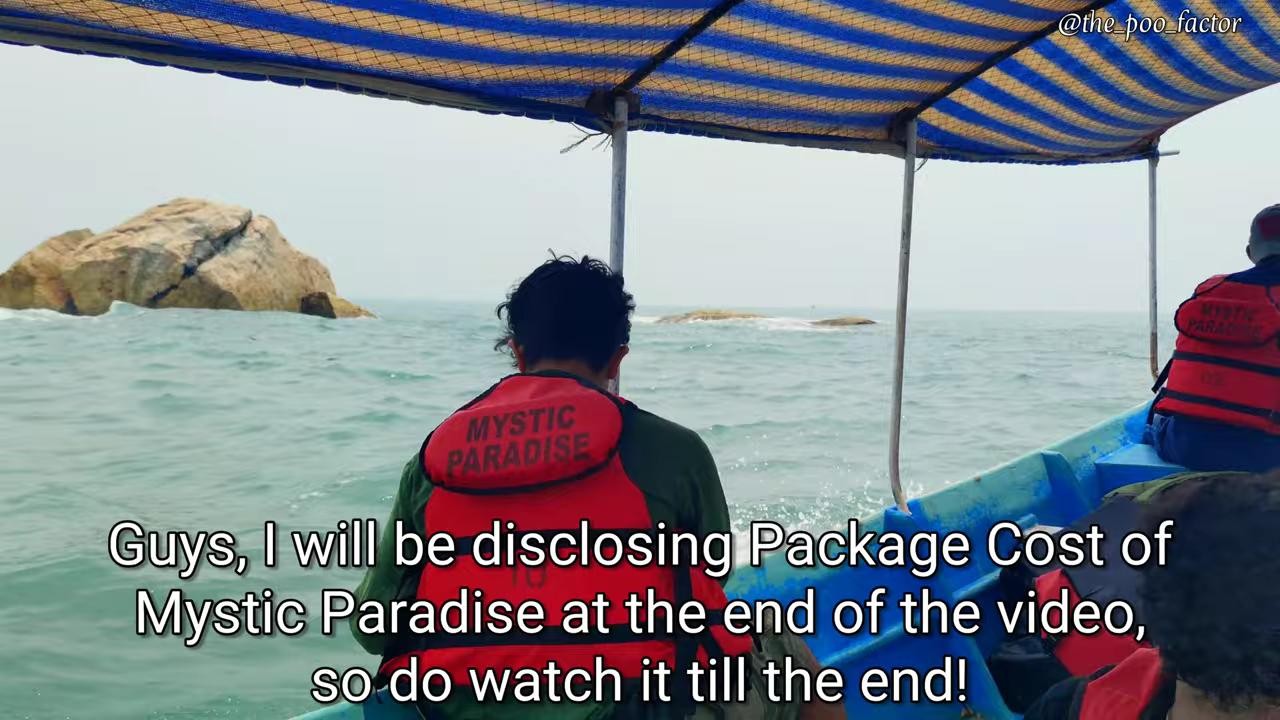 @the_poo_factor
MYSTIC
PARADISE
MYSTIC
PARADISE
Guys, I will be disclosing Package Cost of
Mystic Paradise at the end of the video,
so do watch it till the end!